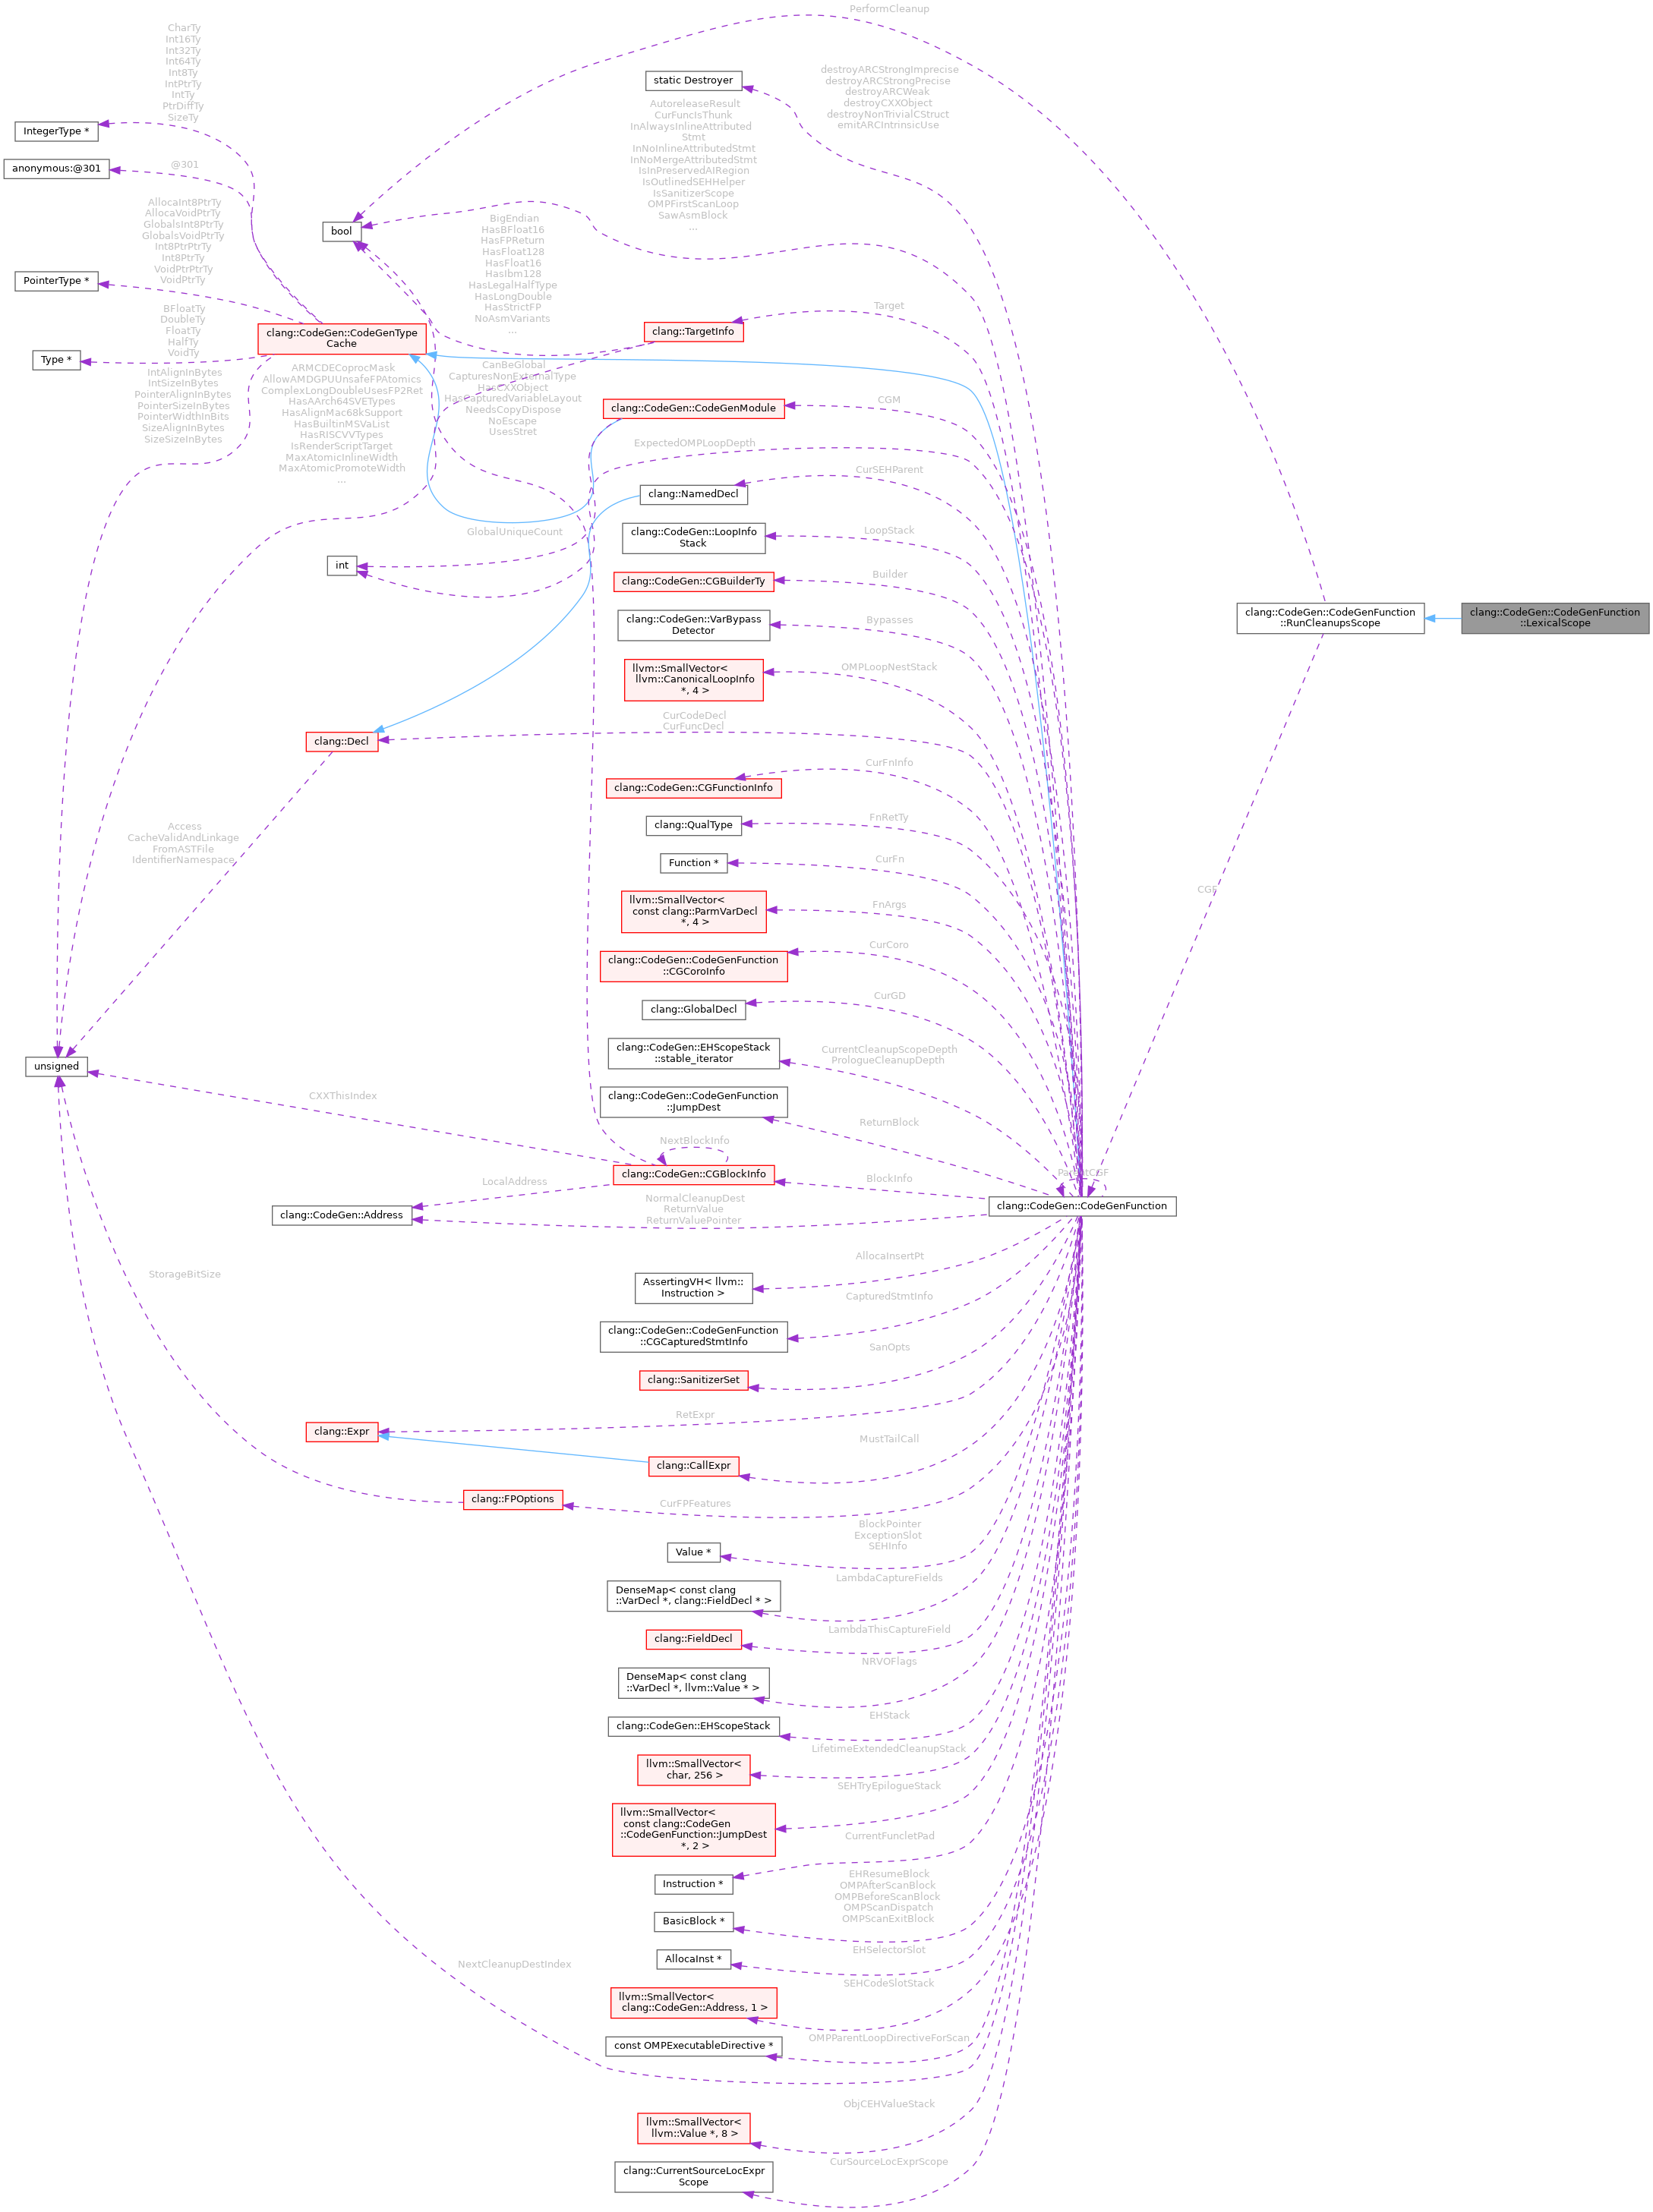 PerformCleanup
CharTy
Int16Ty
Int32Ty
Int64Ty
Int8Ty
IntPtrTy
IntTy
PtrDiffTy
SizeTy
IntegerType *
@301
anonymous:@301
AllocaInt8PtrTy
AllocaVoidPtrTy
GlobalsInt8PtrTy
GlobalsVoidPtrTy
Int8PtrPtrTy
Int8PtrTy
VoidPtrPtrTy
VoidPtrTy
PointerType *
BFloatTy
DoubleTy
FloatTy
HalfTy
VoidTy
Type *
IntAlignInBytes
IntSizeInBytes
PointerAlignInBytes
PointerSizeInBytes
PointerWidthInBits
SizeAlignInBytes
SizeSizeInBytes
bool
clang::CodeGen::CodeGenType
Cache
ARMCDECoprocMask
AllowAMDGPUUnsafeFPAtomics
ComplexLongDoubleUsesFP2Ret
HasAArch64SVETypes
HasAlignMac68kSupport
HasBuiltinMSVaList
HasRISCVVTypes
IsRenderScriptTarget
MaxAtomicInlineWidth
MaxAtomicPromoteWidth
...
static Destroyer
destroyARCStrongImprecise
destroyARCStrongPrecise
destroyARCWeak
destroyCXXObject
destroyNonTrivialCStruct
emitARCIntrinsicUse
AutoreleaseResult
CurFuncIsThunk
InAlwaysInlineAttributed
Stmt
InNoInlineAttributedStmt
InNoMergeAttributedStmt
IsInPreservedAIRegion
IsOutlinedSEHHelper
IsSanitizerScope
OMPFirstScanLoop
SawAsmBlock
...
BigEndian
HasBFloat16
HasFPReturn
HasFloat128
HasFloat16
HasIbm128
HasLegalHalfType
HasLongDouble
HasStrictFP
NoAsmVariants
...
Target
clang::TargetInfo
CanBeGlobal
CapturesNonExternalType
HasCXXObject
HasCapturedVariableLayout
NeedsCopyDispose
NoEscape
UsesStret
CGM
clang::CodeGen::CodeGenModule
ExpectedOMPLoopDepth
CurSEHParent
clang::NamedDecl
GlobalUniqueCount
int
LoopStack
clang::CodeGen::LoopInfo
Stack
Builder
clang::CodeGen::CGBuilderTy
Bypasses
clang::CodeGen::VarBypass
Detector
clang::CodeGen::CodeGenFunction
::RunCleanupsScope
clang::CodeGen::CodeGenFunction
::LexicalScope
OMPLoopNestStack
llvm::SmallVector<
llvm::CanonicalLoopInfo
*, 4 >
CurCodeDecl
CurFuncDecl
clang::Decl
CurFnInfo
clang::CodeGen::CGFunctionInfo
Access
CacheValidAndLinkage
FromASTFile
IdentifierNamespace
FnRetTy
clang::QualType
CurFn
Function *
CGF
FnArgs
llvm::SmallVector<
const clang::ParmVarDecl
*, 4 >
CurCoro
clang::CodeGen::CodeGenFunction
::CGCoroInfo
CurGD
clang::GlobalDecl
CurrentCleanupScopeDepth
PrologueCleanupDepth
clang::CodeGen::EHScopeStack
::stable_iterator
unsigned
CXXThisIndex
clang::CodeGen::CodeGenFunction
::JumpDest
ReturnBlock
NextBlockInfo
clang::CodeGen::CGBlockInfo
BlockInfo
ParentCGF
clang::CodeGen::CodeGenFunction
LocalAddress
clang::CodeGen::Address
NormalCleanupDest
ReturnValue
ReturnValuePointer
StorageBitSize
AllocaInsertPt
AssertingVH< llvm::
Instruction >
CapturedStmtInfo
clang::CodeGen::CodeGenFunction
::CGCapturedStmtInfo
SanOpts
clang::SanitizerSet
RetExpr
clang::Expr
MustTailCall
clang::CallExpr
clang::FPOptions
CurFPFeatures
BlockPointer
ExceptionSlot
SEHInfo
Value *
LambdaCaptureFields
DenseMap< const clang
::VarDecl *, clang::FieldDecl * >
LambdaThisCaptureField
clang::FieldDecl
NRVOFlags
DenseMap< const clang
::VarDecl *, llvm::Value * >
EHStack
clang::CodeGen::EHScopeStack
LifetimeExtendedCleanupStack
llvm::SmallVector<
char, 256 >
SEHTryEpilogueStack
llvm::SmallVector<
const clang::CodeGen
::CodeGenFunction::JumpDest
*, 2 >
CurrentFuncletPad
Instruction *
EHResumeBlock
OMPAfterScanBlock
OMPBeforeScanBlock
OMPScanDispatch
OMPScanExitBlock
BasicBlock *
EHSelectorSlot
AllocaInst *
NextCleanupDestIndex
SEHCodeSlotStack
llvm::SmallVector<
clang::CodeGen::Address, 1 >
OMPParentLoopDirectiveForScan
const OMPExecutableDirective *
ObjCEHValueStack
llvm::SmallVector<
llvm::Value *, 8 >
CurSourceLocExprScope
clang::CurrentSourceLocExpr
Scope